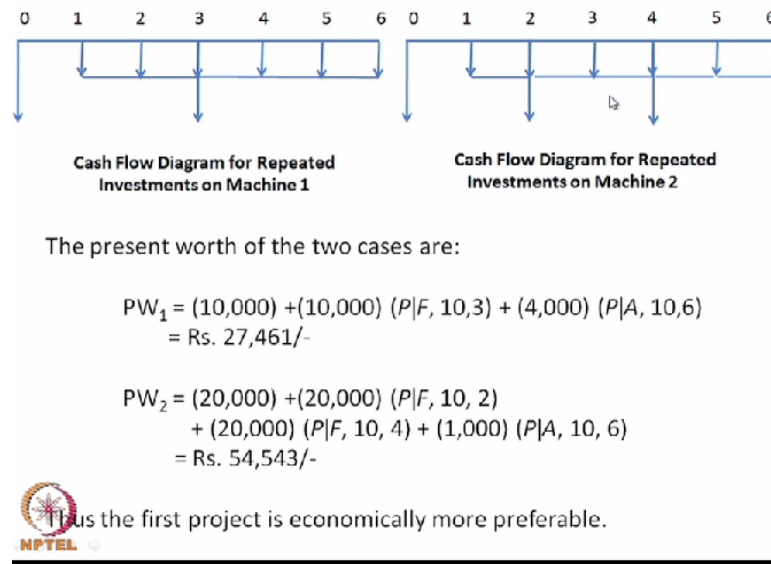 0 1 2 3 4 5 6 0 1 2 3 4 5
Cash Flow Diagram for Repeated
Investments on Machine 1
Cash Flow Diagram for Repeated
Investments on Machine 2
The present worth of the two cases are:
PW₁ = (10,000) +(10,000) (P|F, 10,3) + (4,000) (P|A, 10,6)
= Rs. 27,461/-
PW₂ = (20,000) +(20,000) (P|F, 10, 2)
+ (20,000) (P|F, 10, 4) + (1,000) (P|A, 10, 6)
= Rs. 54,543/-
Thus the first project is economically more preferable.
NPTEL